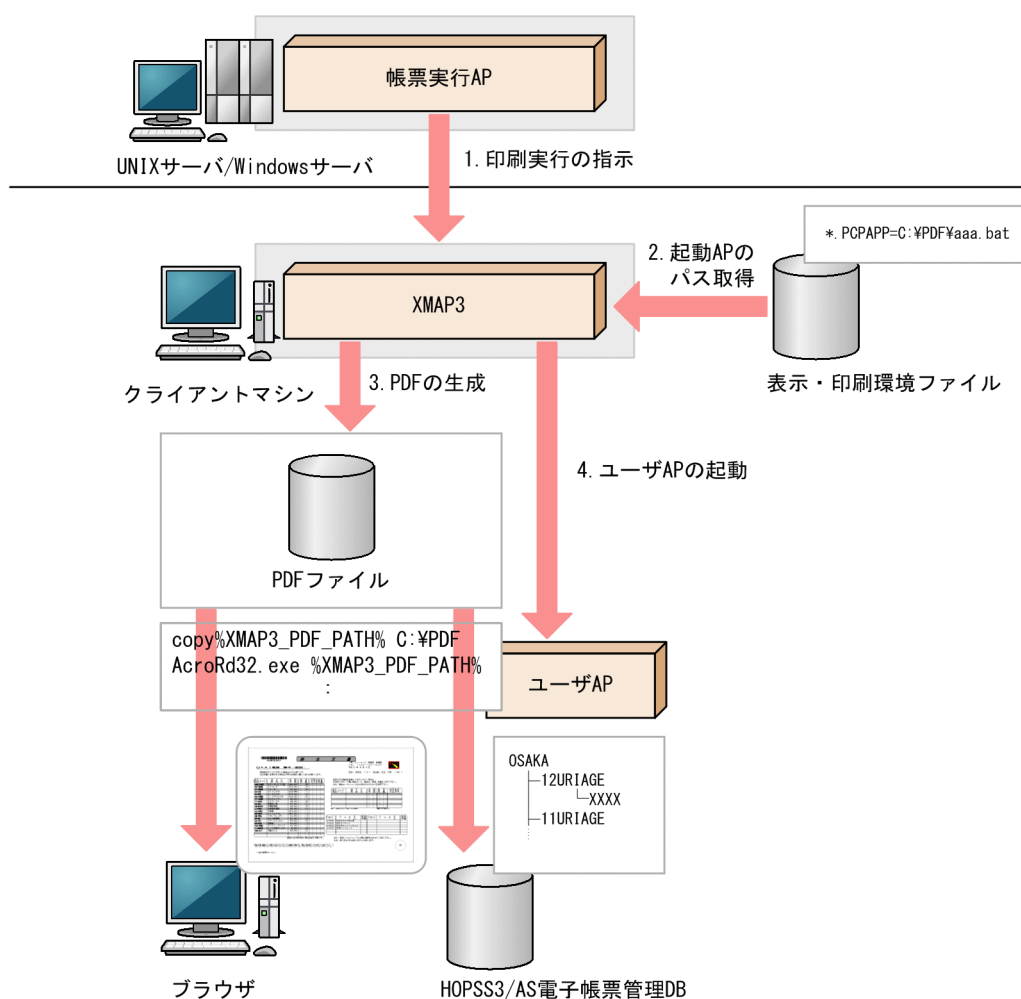 帳票実行AP
UNIXサーバ/Windowsサーバ
1.印刷実行の指示
*.PCPAPP=C:¥PDF¥aaa.bat
2.起動APの
パス取得
XMAP3
クライアントマシン
3.PDFの生成
表示・印刷環境ファイル
4.ユーザAPの起動
PDFファイル
copy%XMAP3_PDF_PATH% C:¥PDF
AcroRd32.exe %XMAP3_PDF_PATH%
:
ユーザAP
OSAKA
12URIAGE
XXXX
11URIAGE
ブラウザ
HOPSS3/AS電子帳票管理DB